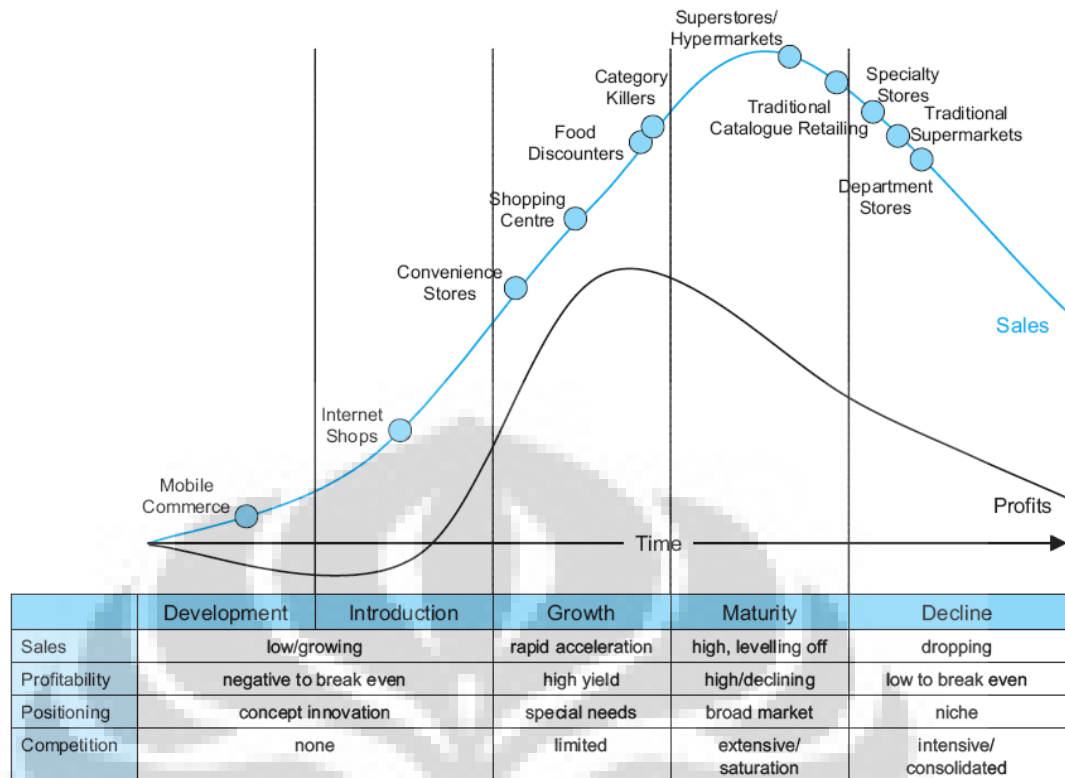 Superstores/
Hypermarkets
Category
Killers
Specialty
Stores
Food
Discounters
Traditional
Catalogue Retailing
Traditional
Supermarkets
Shopping
Centre
Department
Stores
Convenience
Stores
Sales
Internet
Shops
Mobile
Commerce
Profits
Time
Development Introduction Growth Maturity Decline
Sales low/growing rapid acceleration high, levelling off dropping
Profitability negative to break even high yield high/declining low to break even
Positioning concept innovation special needs broad market niche
Competition none limited extensive/
saturation intensive/
consolidated